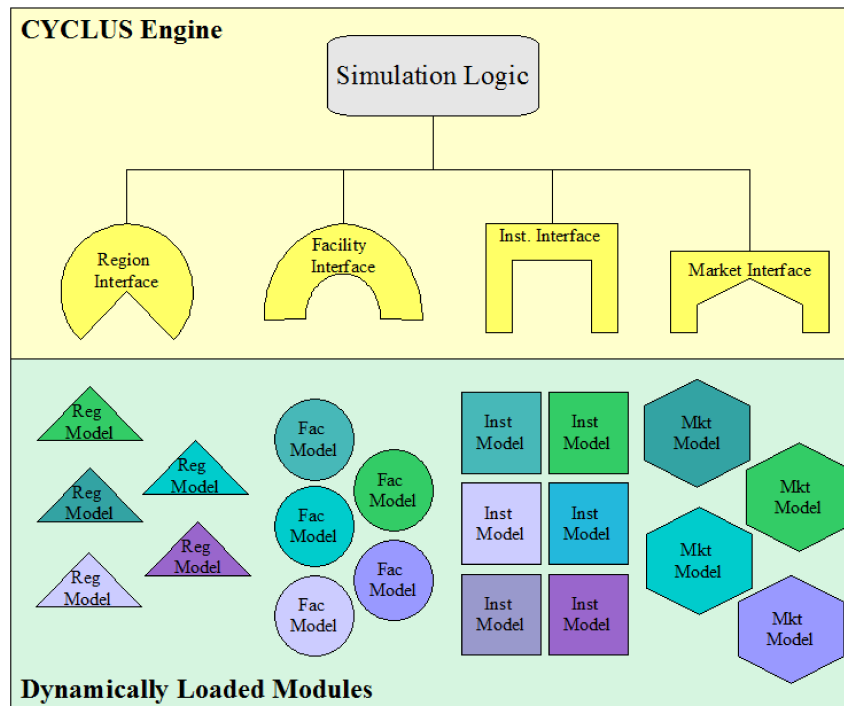 CYCLUS Engine
Simulation Logic
Region
Interface
Facility
Interface
Inst. Interface
Market Interface
Reg
Model
Reg
Model
Reg
Model
Reg
Model
Reg
Model
Fac
Model
Fac
Model
Fac
Model
Fac
Model
Fac
Model
Inst
Model
Inst
Model
Inst
Model
Inst
Model
Inst
Model
Inst
Model
Mkt
Model
Mkt
Model
Mkt
Model
Mkt
Model
Dynamically Loaded Modules